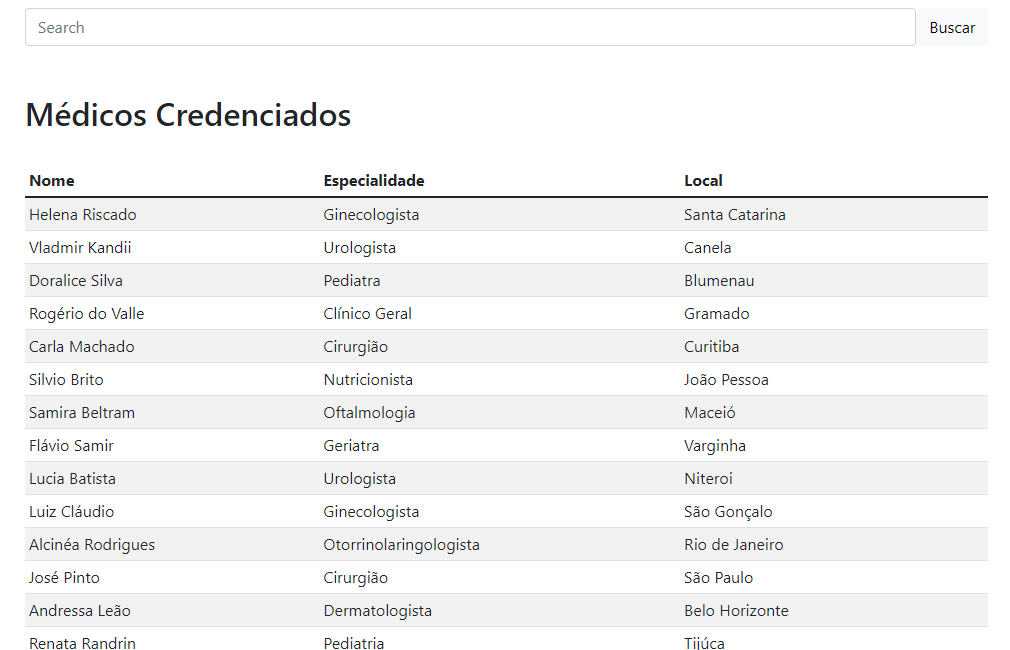 Search Buscar
Médicos Credenciados
Nome Especialidade Local
Helena Riscado Ginecologista Santa Catarina
Vladmir Kandii Urologista Canela
Doralice Silva Pediatra Blumenau
Rogério do Valle Clínico Geral Gramado
Carla Machado Cirurgião Curitiba
Silvio Brito Nutricionista João Pessoa
Samira Beltram Oftalmologia Maceió
Flávio Samir Geriatra Varginha
Lucia Batista Urologista Niteroi
Luiz Cláudio Ginecologista São Gonçalo
Alcinéa Rodrigues Otorrinolaringologista Rio de Janeiro
José Pinto Cirurgião São Paulo
Andressa Leão Dermatologista Belo Horizonte
Renata Randrin Pediatria Tijúca